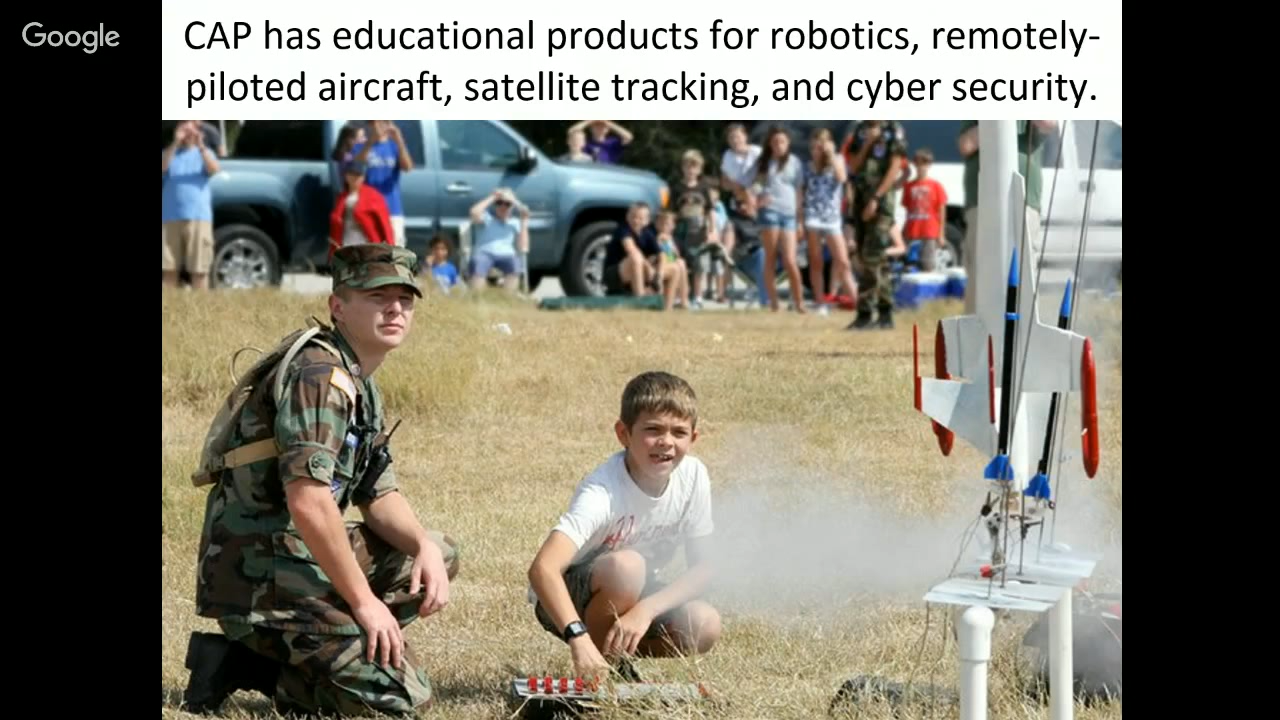 Google
CAP has educational products for robotics, remotely-
piloted aircraft, satellite tracking, and cyber security.